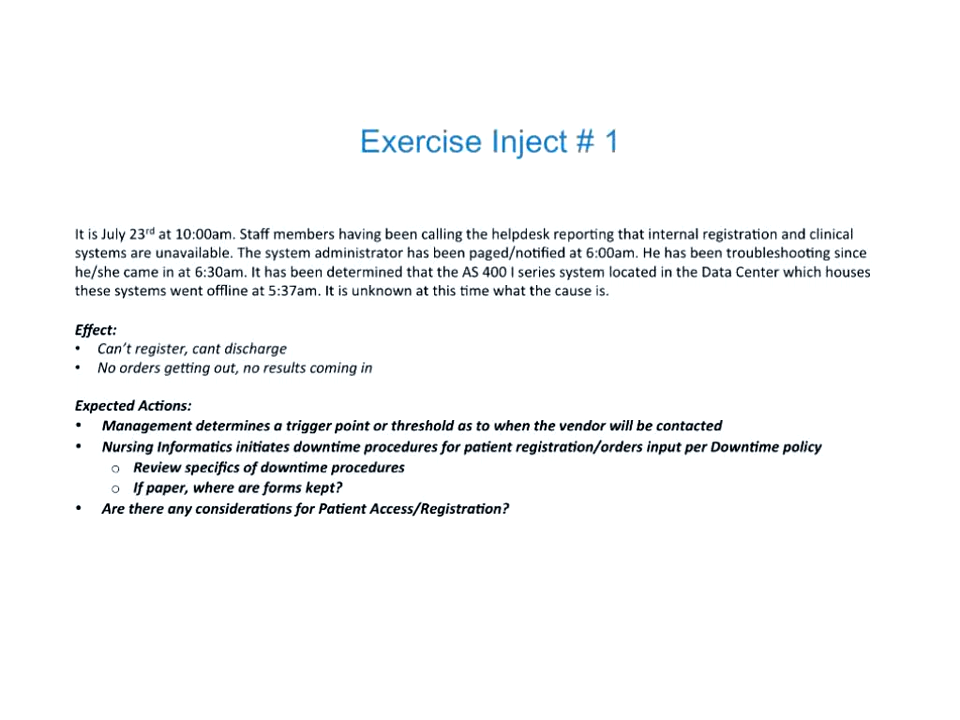 Exercise Inject # 1
It is July 23rd at 10:00am. Staff members having been calling the helpdesk reporting that internal registration and clinical
systems are unavailable. The system administrator has been paged/notified at 6:00am. He has been troubleshooting since
he/she came in at 6:30am. It has been determined that the AS 400 I series system located in the Data Center which houses
these systems went offline at 5:37am. It is unknown at this time what the cause is.
Effect:
• Can't register, cant discharge
• No orders getting out, no results coming in
Expected Actions:
• Management determines a trigger point or threshold as to when the vendor will be contacted
• Nursing Informatics initiates downtime procedures for patient registration/orders input per Downtime policy
o Review specifics of downtime procedures
o If paper, where are forms kept?
• Are there any considerations for Patient Access/Registration?